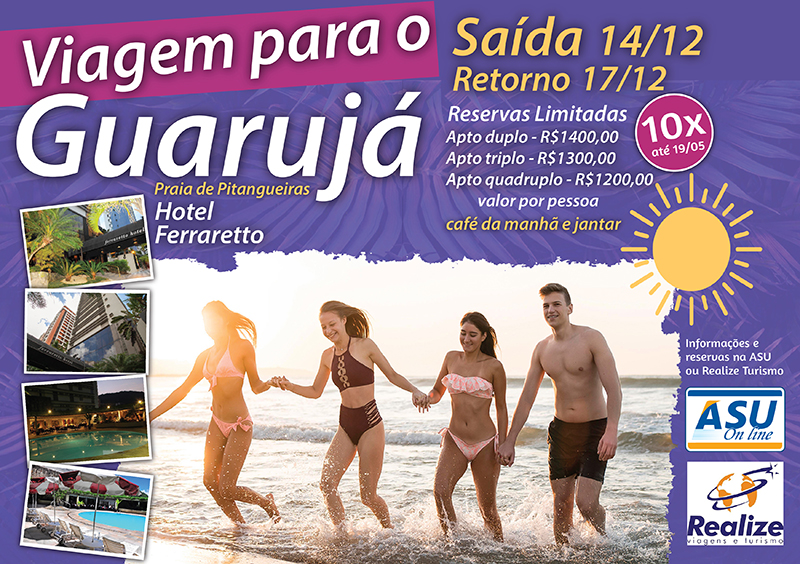 Viagem para o
Guarujá
Praia de Pitangueiras
Hotel
Ferraretto
Saída 14/12
Retorno 17/12
Reservas Limitadas
Apto duplo - R$1400,00
Apto triplo - R$1300,00
Apto quadruplo - R$1200,00
valor por pessoa
café da manhã e jantar
10x
até 19/05
ferraretto hotel
Informações e
reservas na ASU
ou Realize Turismo
ASU
On line
Realize
viagens e turismo